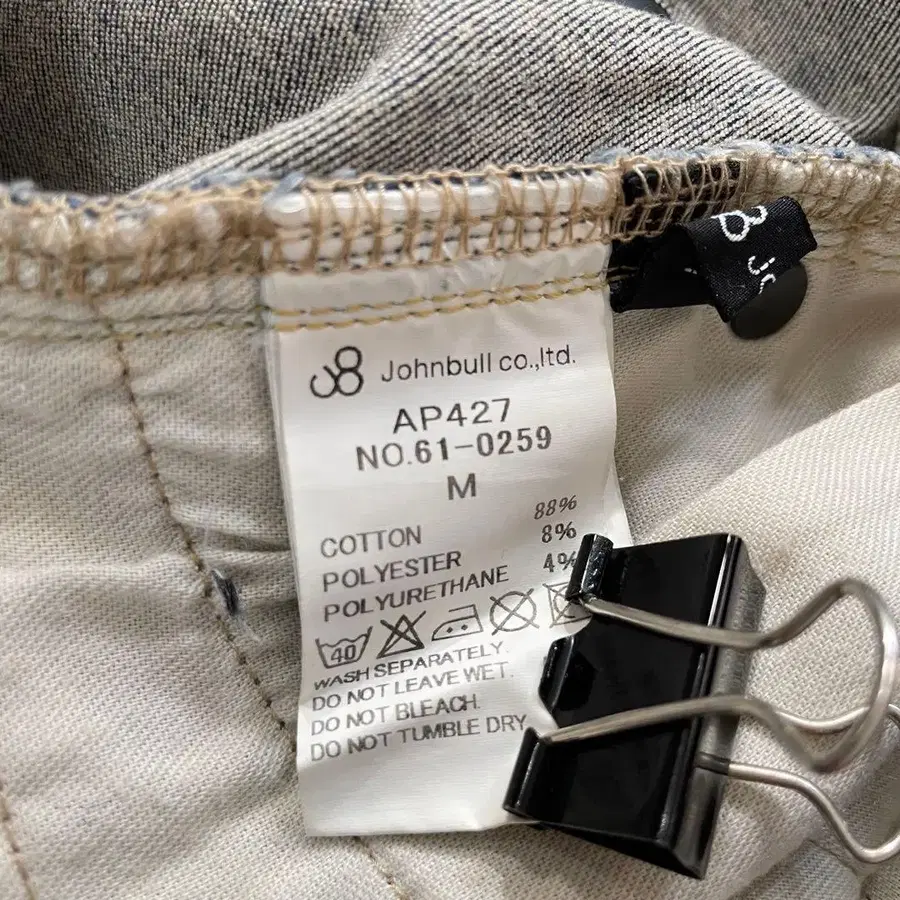 Johnbull co.,ltd.
AP427
NO.61-0259
M
COTTON 88%
POLYESTER 8%
POLYURETHANE 4%
40
WASH SEPARATELY.
DO NOT LEAVE WET.
DO NOT BLEACH.
DO NOT TUMBLE DRY